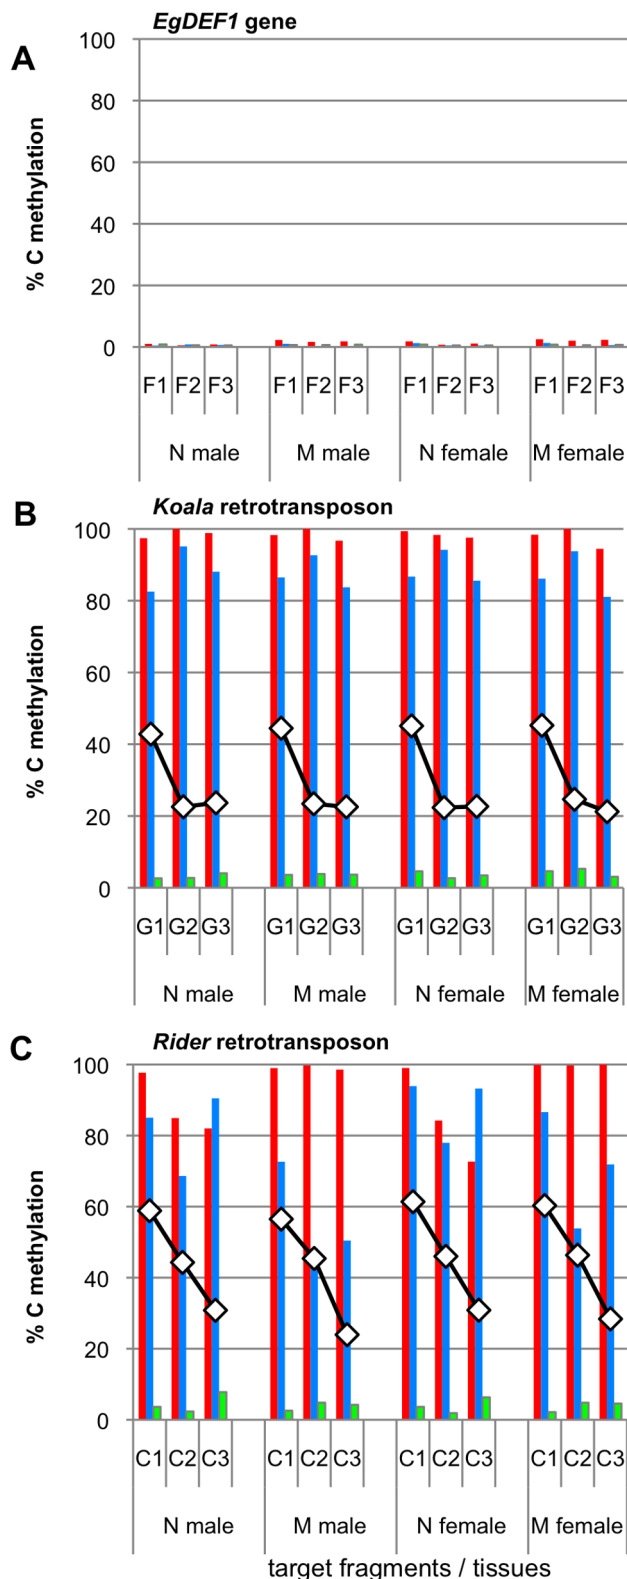 EgDEF1 gene
A
100
80
60
40
20
0
% C methylation
F1 F2 F3 F1 F2 F3 F1 F2 F3 F1 F2 F3
N male M male N female M female
B
Koala retrotransposon
100
80
60
40
20
0
% C methylation
G1 G2 G3 G1 G2 G3 G1 G2 G3 G1 G2 G3
N male M male N female M female
C
Rider retrotransposon
100
80
60
40
20
0
% C methylation
C1 C2 C3 C1 C2 C3 C1 C2 C3 C1 C2 C3
N male M male N female M female
target fragments / tissues